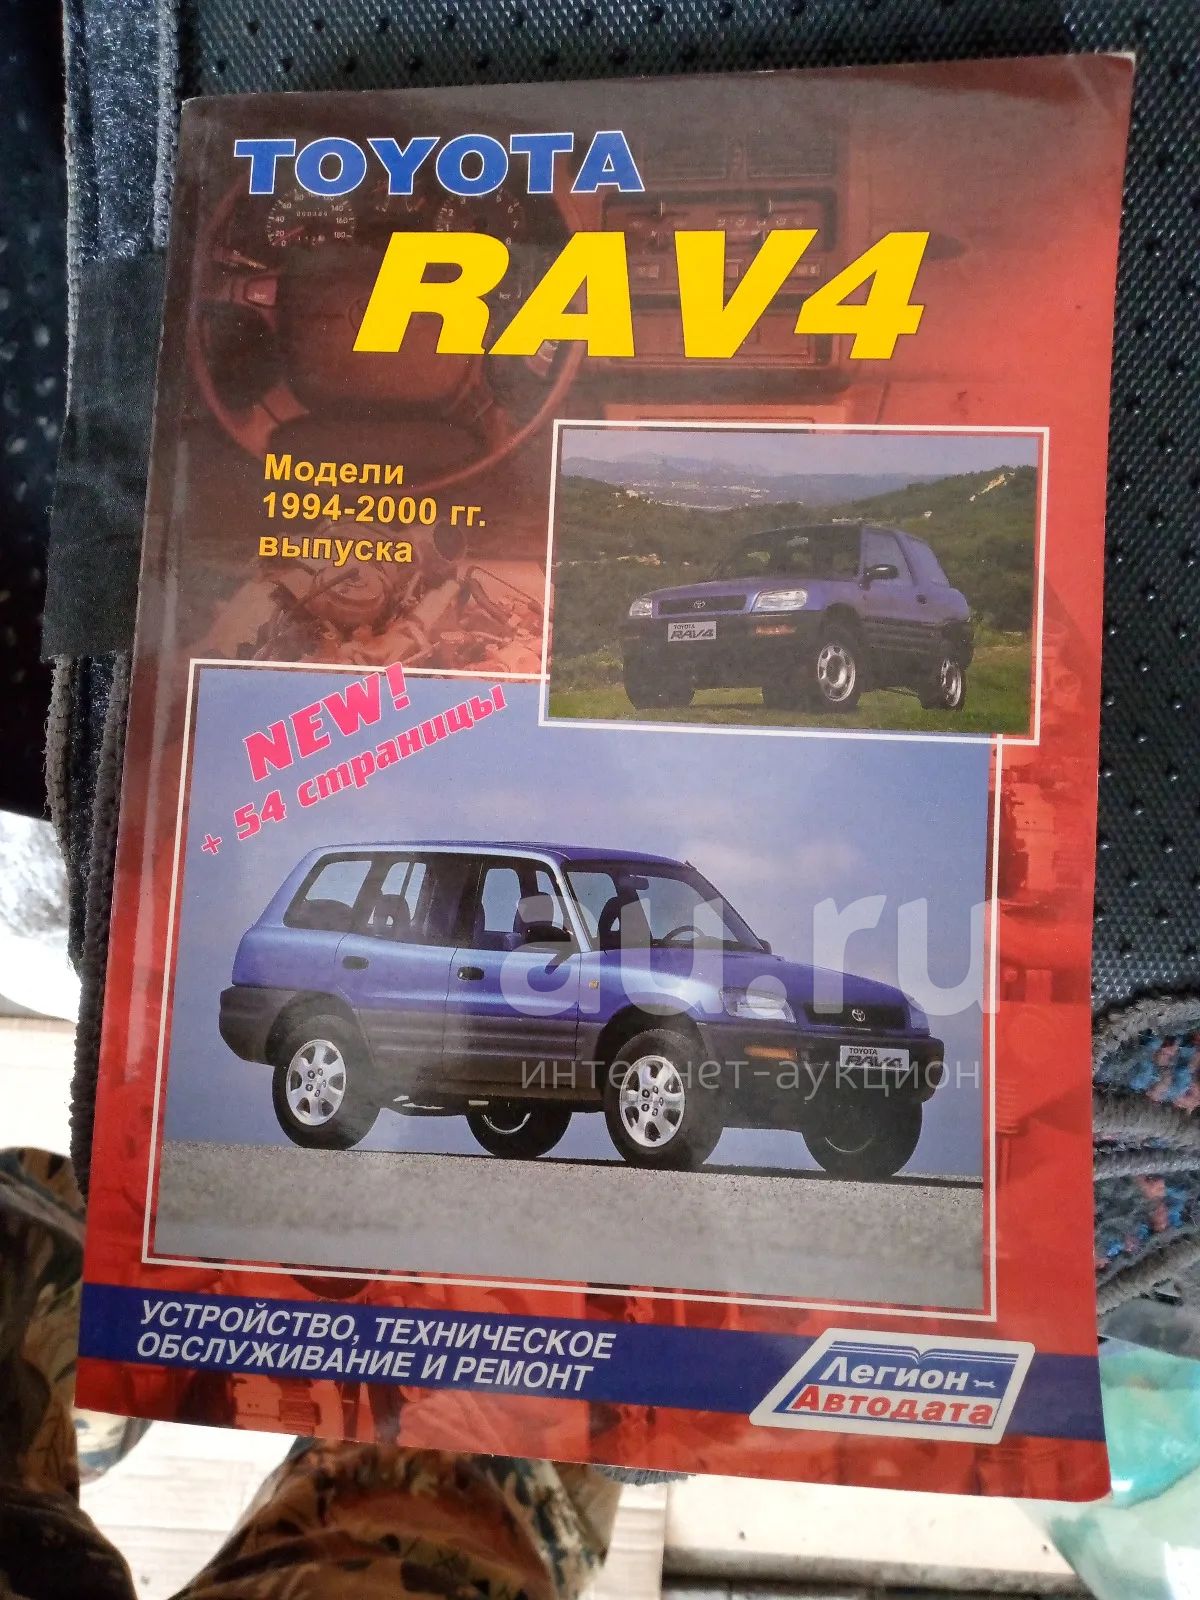 TOYOTA
RAV4
Модели
1994-2000 гг.
выпуска
TOYOTA
RAV4
NEW!
+ 54 страницы
au.ru
интернет-аукцион
TOYOTA
RAV4
УСТРОЙСТВО, ТЕХНИЧЕСКОЕ
ОБСЛУЖИВАНИЕ И РЕМОНТ
Легион-
Автодата